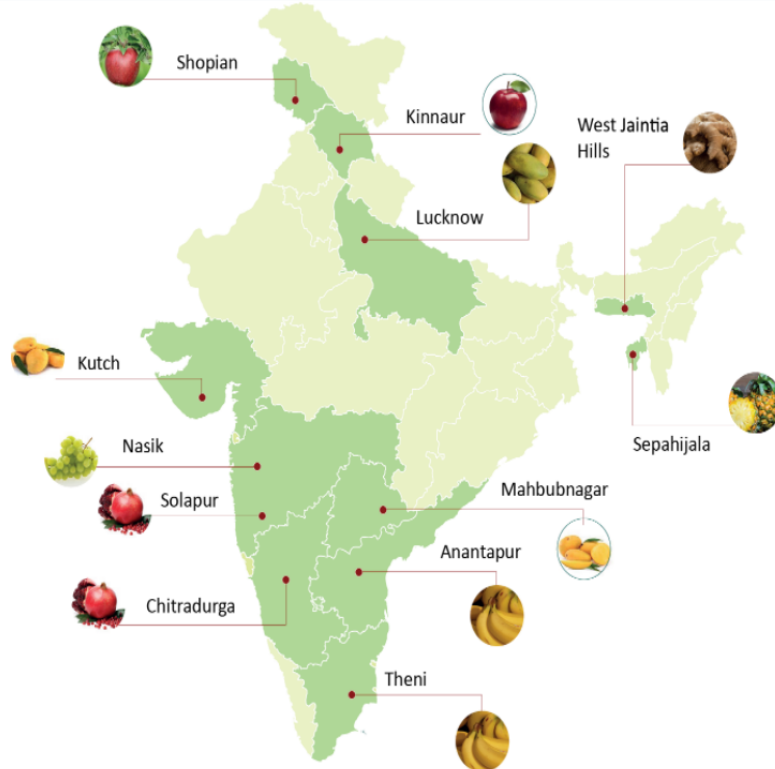 Shopian
Kinnaur
West Jaintia
Hills
Lucknow
Kutch
Nasik
Sepahijala
Solapur
Mahbubnagar
Anantapur
Chitradurga
Theni